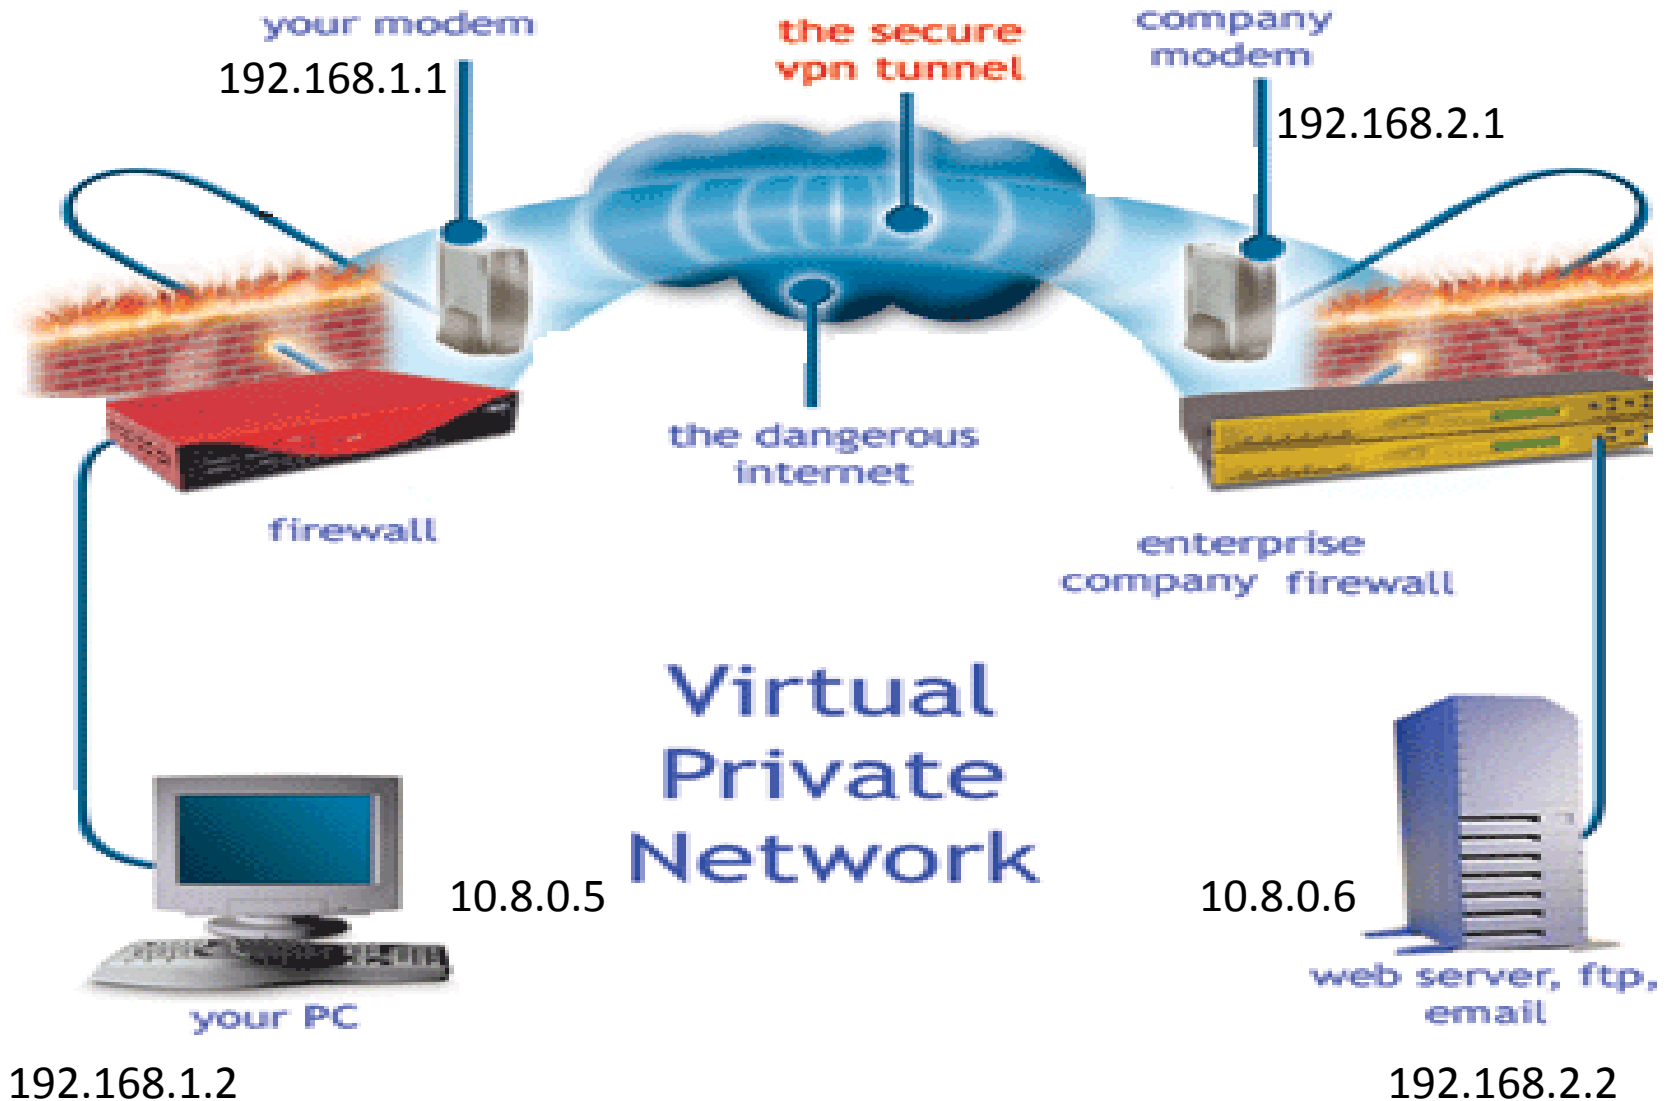 your modem
192.168.1.1
the secure
vpn tunnel
company
modem
192.168.2.1
the dangerous
internet
firewall
enterprise
company firewall
Virtual
Private
Network
10.8.0.5
10.8.0.6
your PC
192.168.1.2
web server, ftp,
email
192.168.2.2